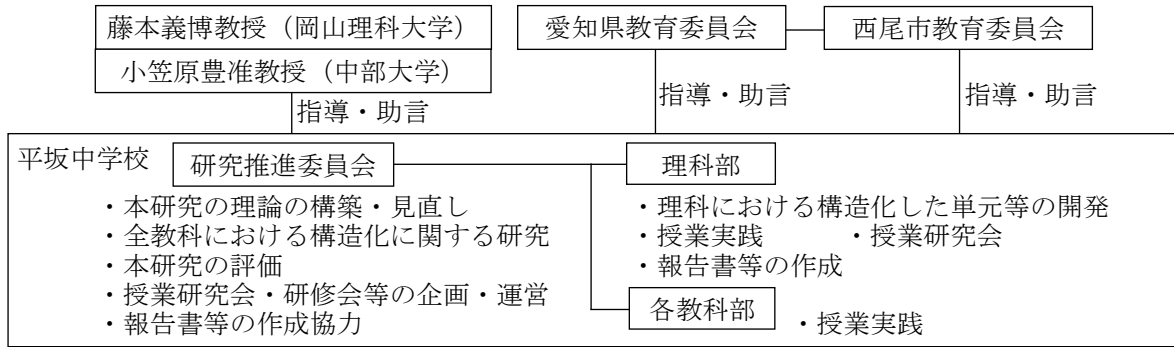 藤本義博教授（岡山理科大学）
小笠原豊准教授（中部大学）
愛知県教育委員会
西尾市教育委員会
指導・助言
指導・助言
指導・助言
平坂中学校
研究推進委員会
・本研究の理論の構築・見直し
・全教科における構造化に関する研究
・本研究の評価
・授業研究会・研修会等の企画・運営
・報告書等の作成協力
理科部
・理科における構造化した単元等の開発
・授業実践　　・授業研究会
・報告書等の作成
各教科部
・授業実践